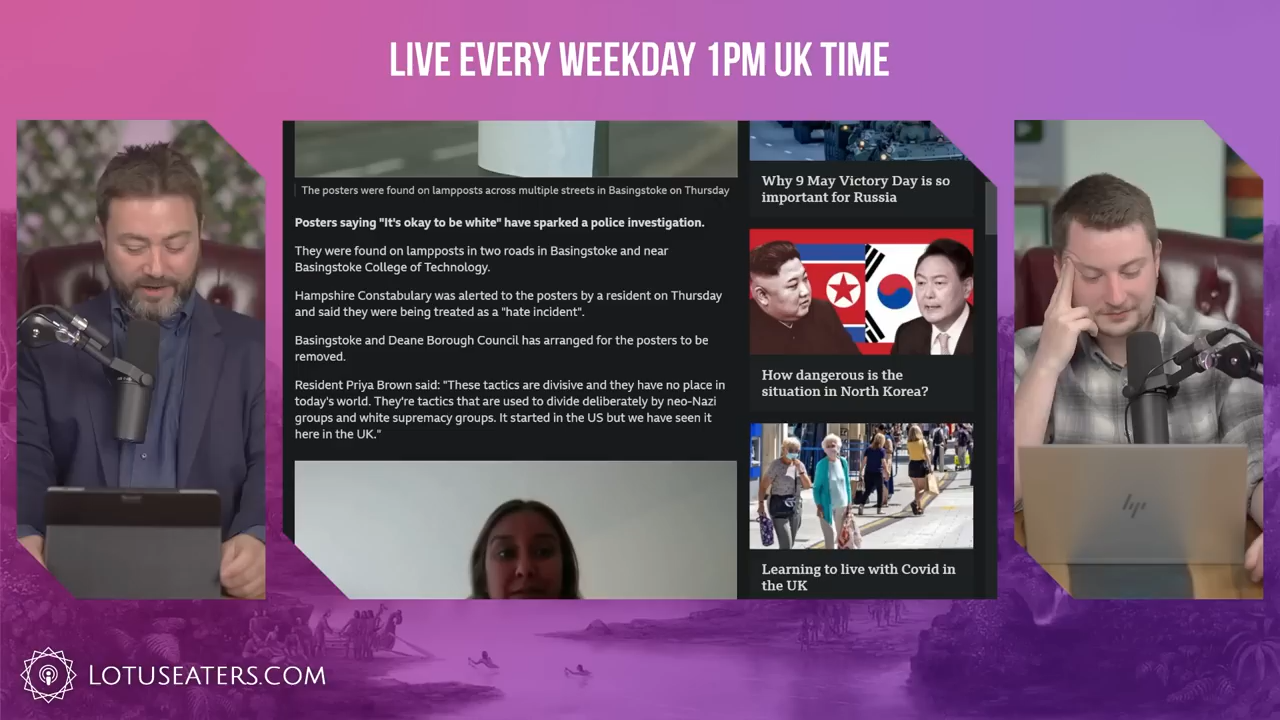 LIVE EVERY WEEKDAY 1PM UK TIME
The posters were found on lampposts across multiple streets in Basingstoke on Thursday
Posters saying "It's okay to be white" have sparked a police investigation.
They were found on lampposts in two roads in Basingstoke and near
Basingstoke College of Technology.
Hampshire Constabulary was alerted to the posters by a resident on Thursday
and said they were being treated as a "hate incident".
Basingstoke and Deane Borough Council has arranged for the posters to be
removed.
Resident Priya Brown said: "These tactics are divisive and they have no place in
today's world. They're tactics that are used to divide deliberately by neo-Nazi
groups and white supremacy groups. It started in the US but we have seen it
here in the UK."
Why 9 May Victory Day is so
important for Russia
How dangerous is the
situation in North Korea?
Learning to live with Covid in
the UK
hp
LOTUSEATERS.COM